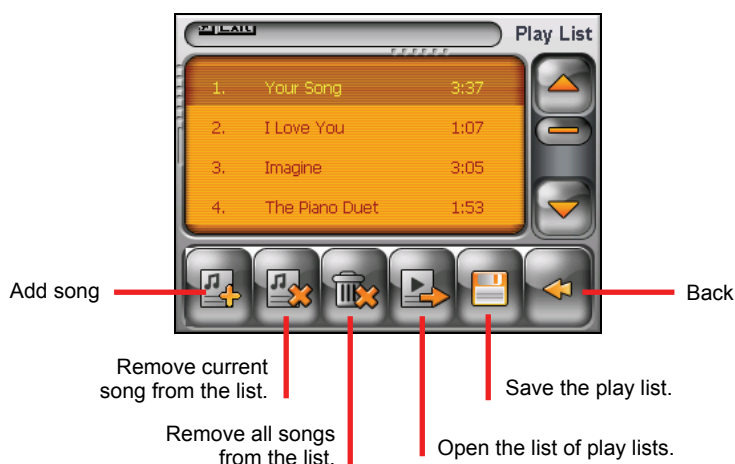 Play List
1. Your Song 3:37
2. I Love You 1:07
3. Imagine 3:05
4. The Piano Duet 1:53
Add song
Back
Remove current
song from the list.
Save the play list.
Remove all songs
from the list.
Open the list of play lists.